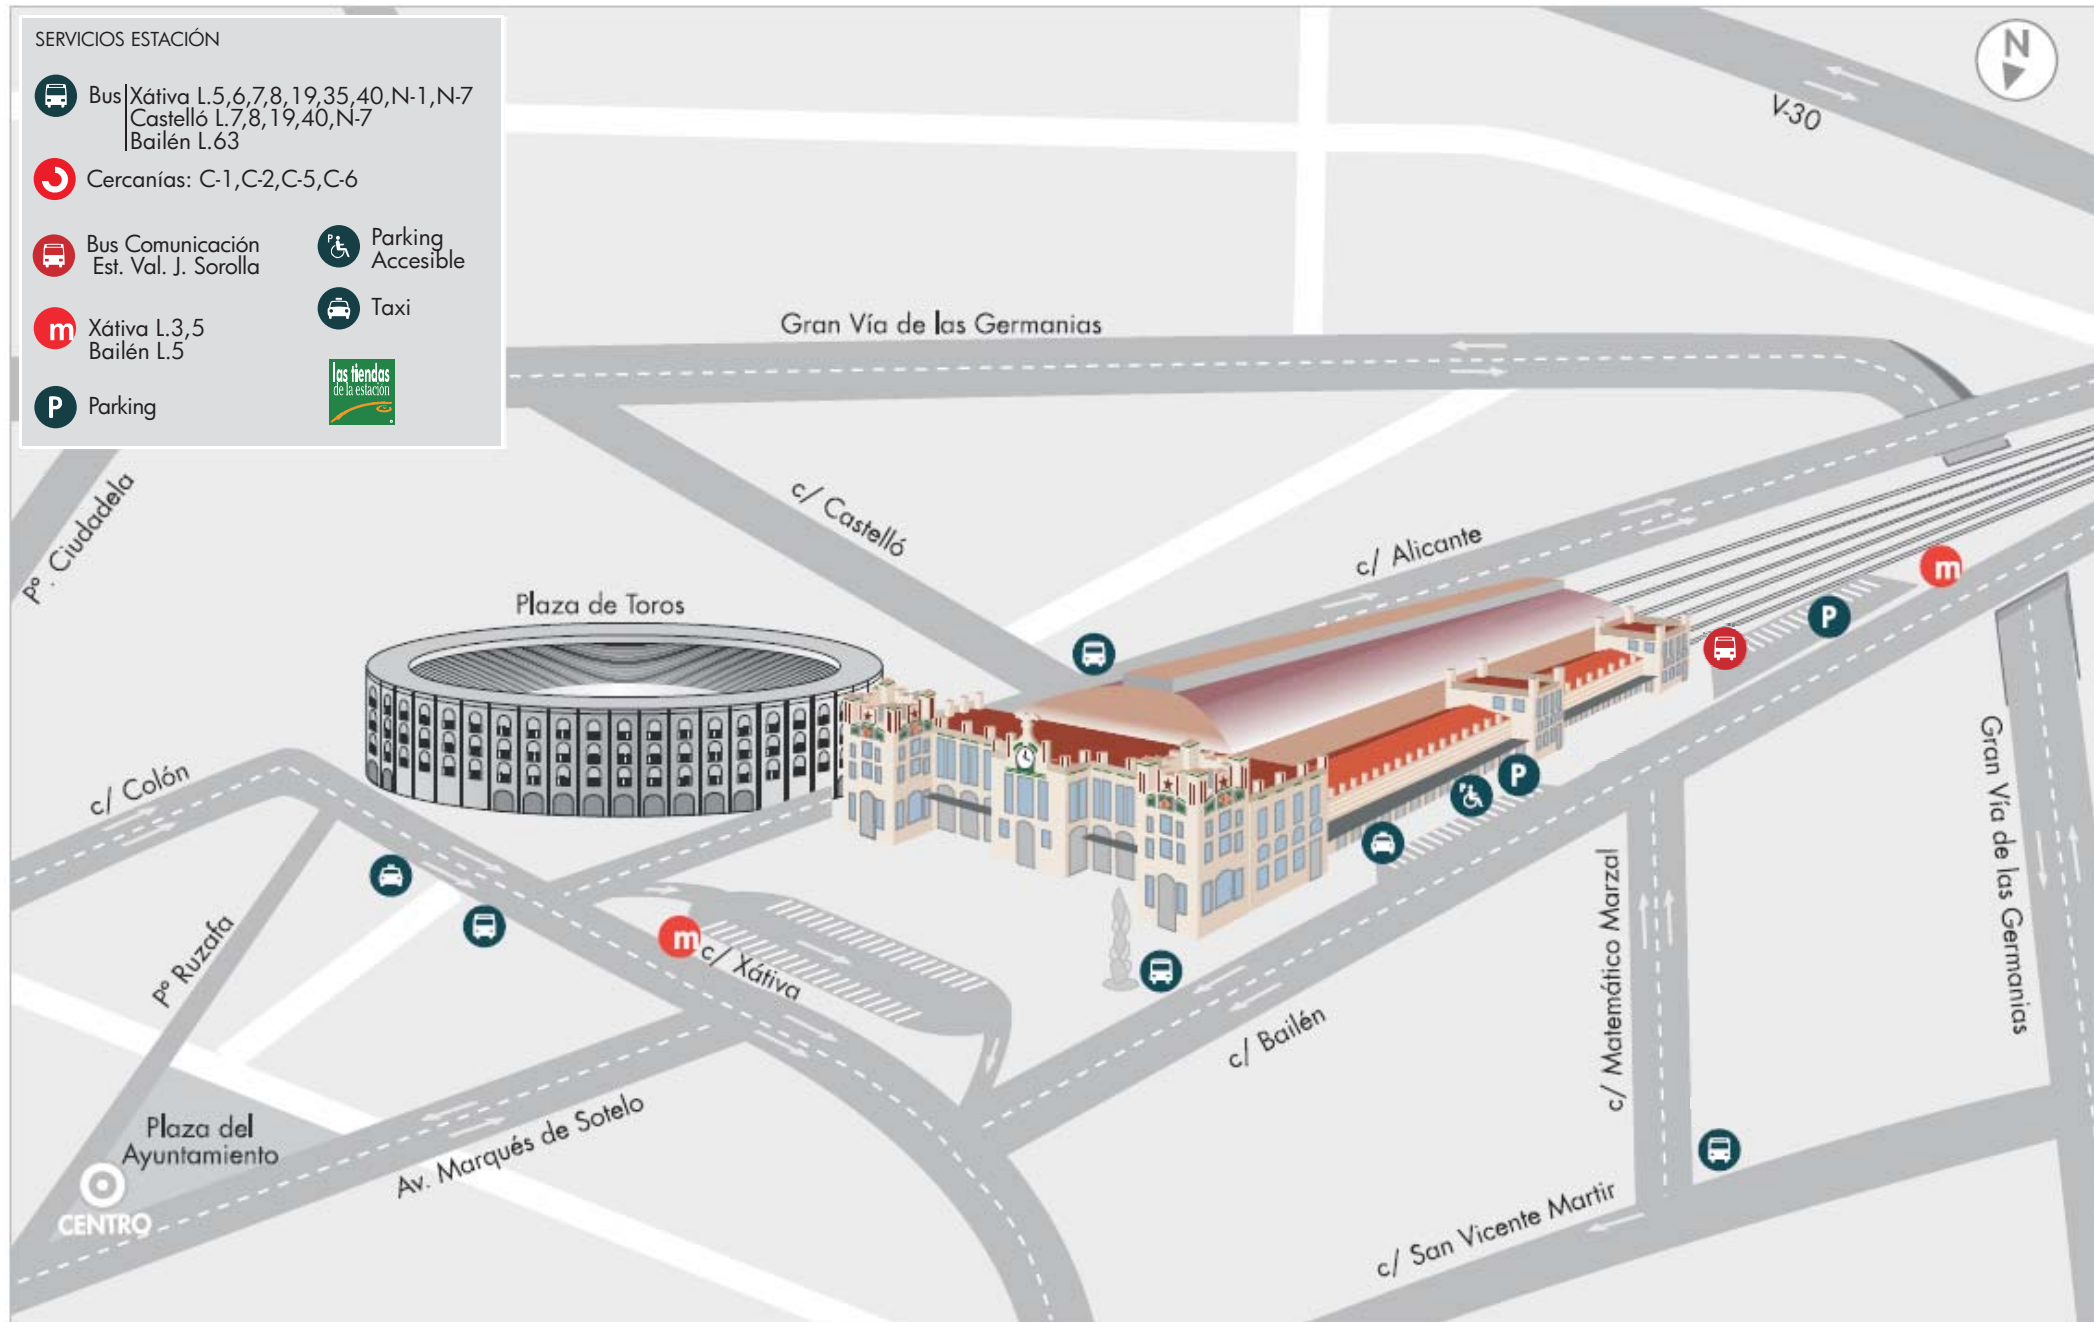 SERVICIOS ESTACIÓN
Bus
Xátiva L.5,6,7,8,19,35,40,N-1,N-7
Castelló L.7,8,19,40,N-7
Bailén L.63
Cercanías: C-1,C-2,C-5,C-6
Bus Comunicación
Est. Val. J. Sorolla
P
Parking
Accesible
Taxi
m
Xátiva L.3,5
Bailén L.5
P
Parking
las tiendas
de la estación
N
V-30
Gran Vía de las Germanias
Pº. Ciudadela
c/ Castelló
c/ Alicante
m
P
Plaza de Toros
Gran Vía de las Germanias
c/ Colón
P
P
c/ Matemático Marzal
Pº Ruzafa
m
c/ Xátiva
c/ Bailén
Av. Marqués de Sotelo
Plaza del
Ayuntamiento
CENTRO
c/ San Vicente Martir